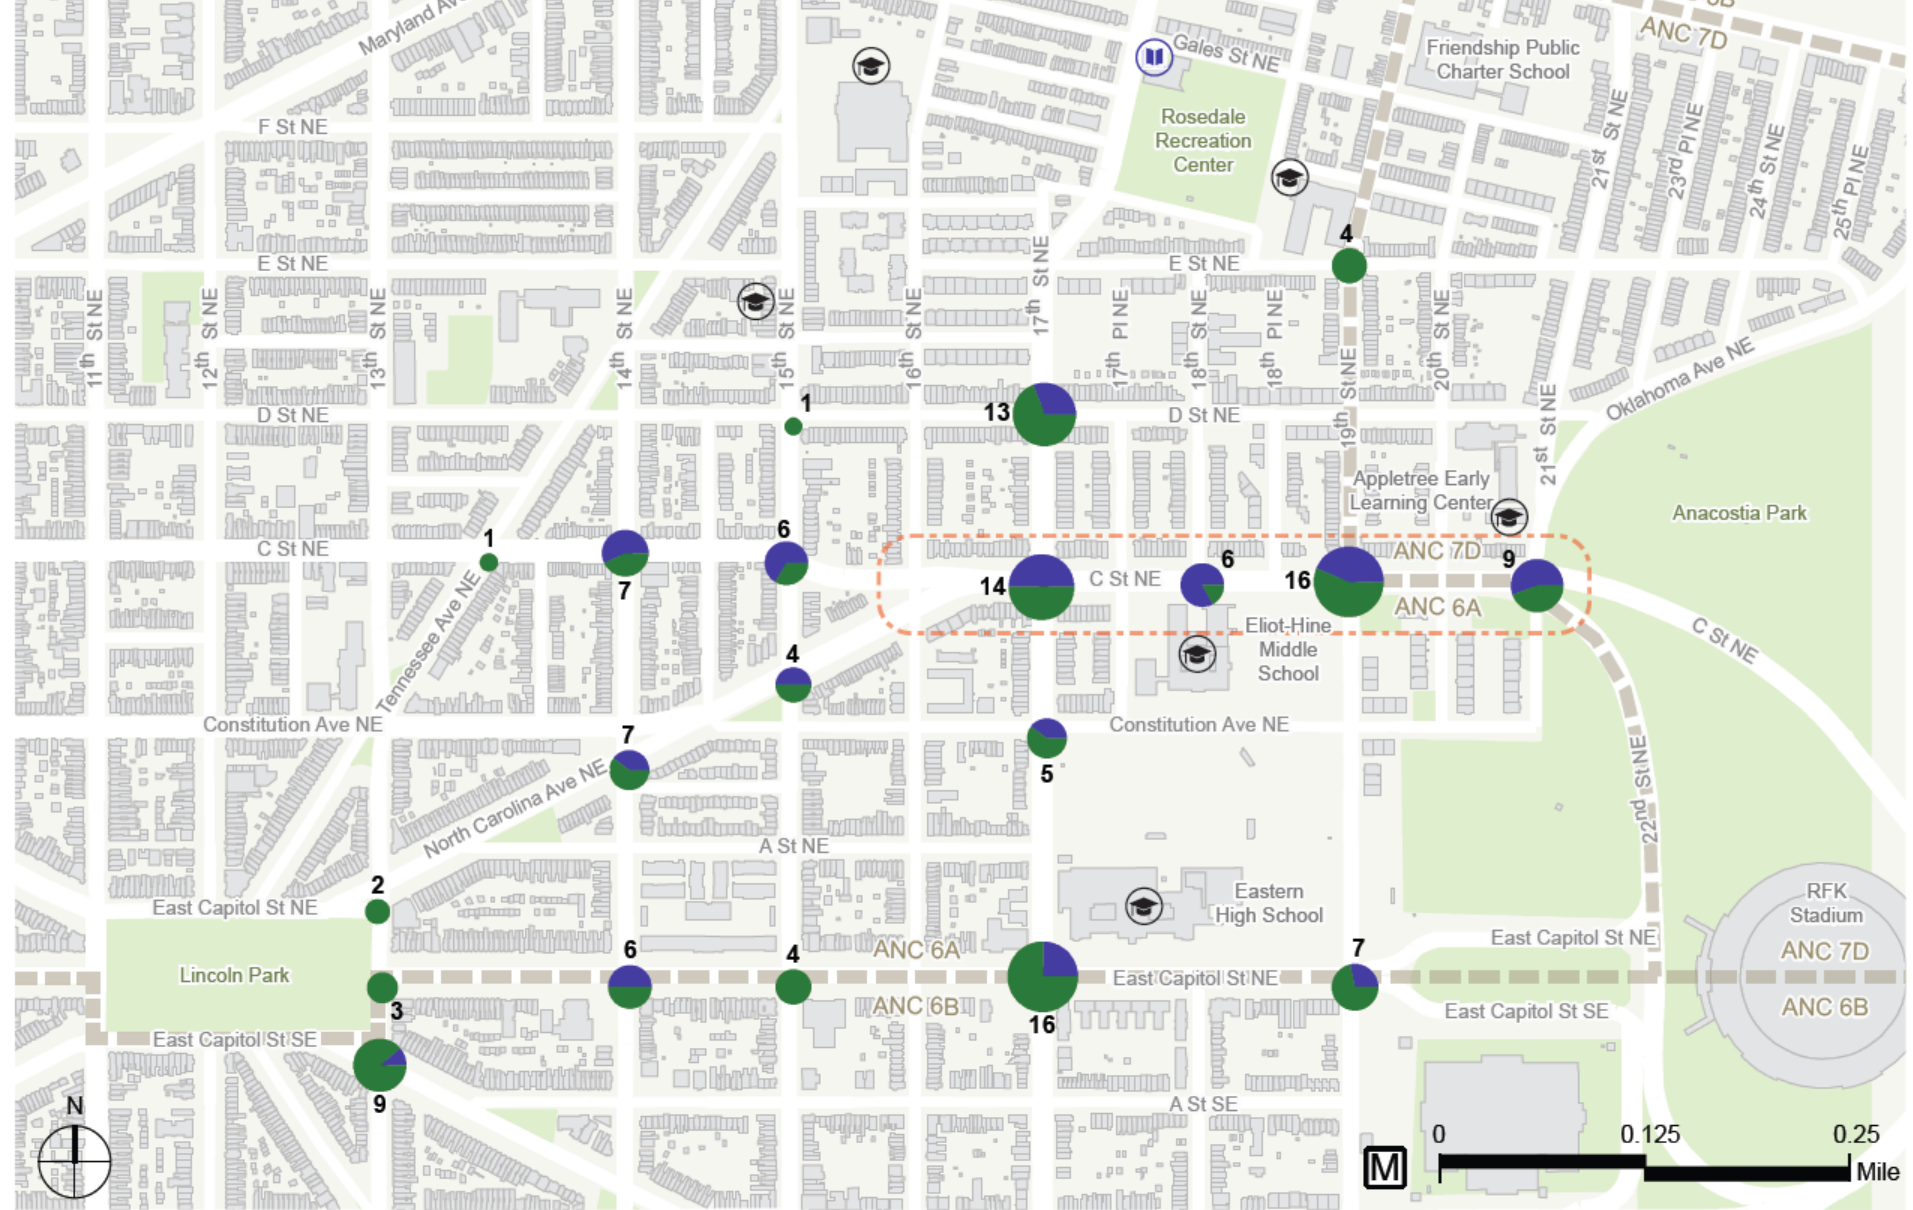 Maryland Av
ANC 7D
Gales St NE
Friendship Public
Charter School
F St NE
Rosedale
Recreation
Center
21st St NE
23rd Pl NE
24th St NE
25th Pl NE
4
E St NE
E St NE
11th St NE
12th St NE
13th St NE
14th St NE
15th St NE
16th St NE
17th St NE
17th Pl NE
18th St NE
18th Pl NE
19th St NE
20th St NE
21st St NE
Oklahoma Ave NE
1
13
D St NE
D St NE
Appletree Early
Learning Center
Anacostia Park
C St NE
1
7
6
14
C St NE
6
16
ANC 7D
9
ANC 6A
Tennessee Ave NE
Eliot-Hine
Middle
School
C St NE
4
Constitution Ave NE
7
Constitution Ave NE
5
22nd St NE
North Carolina Ave NE
A St NE
2
East Capitol St NE
Eastern
High School
RFK
Stadium
Lincoln Park
6
4
ANC 6A
7
East Capitol St NE
ANC 7D
East Capitol St NE
3
ANC 6B
16
East Capitol St SE
ANC 6B
East Capitol St SE
9
N
A St SE
M
0
0.125
0.25
Mile